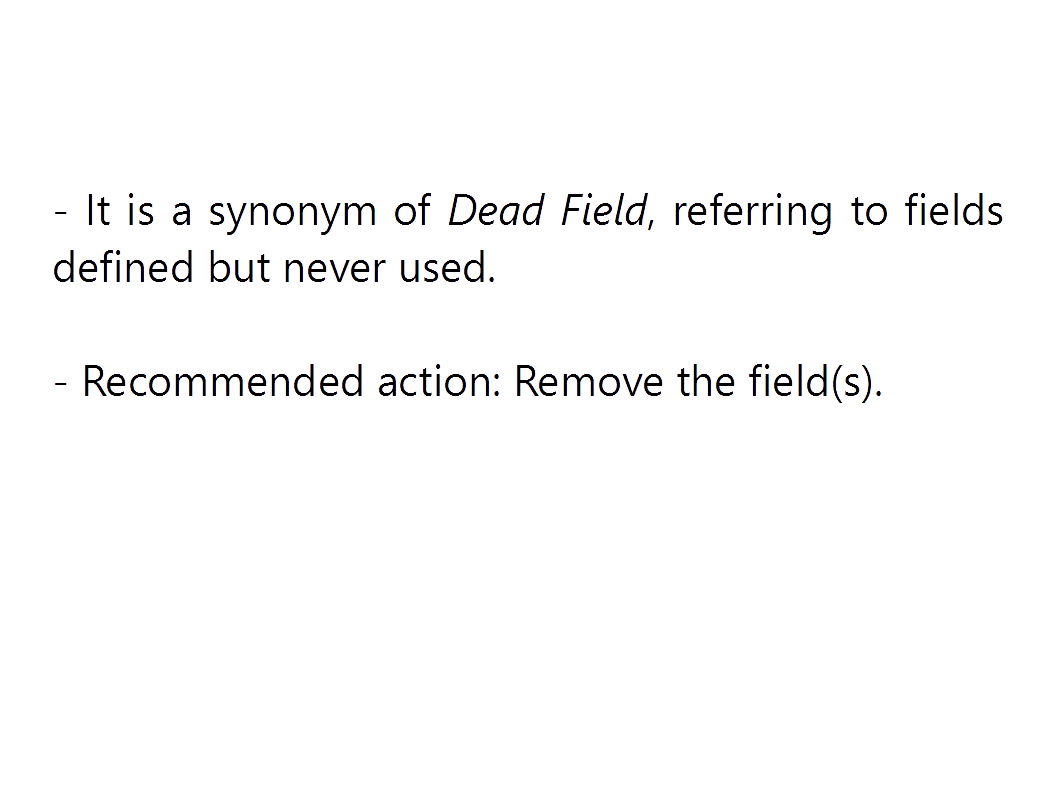 - It is a synonym of Dead Field, referring to fields
defined but never used.
- Recommended action: Remove the field(s).